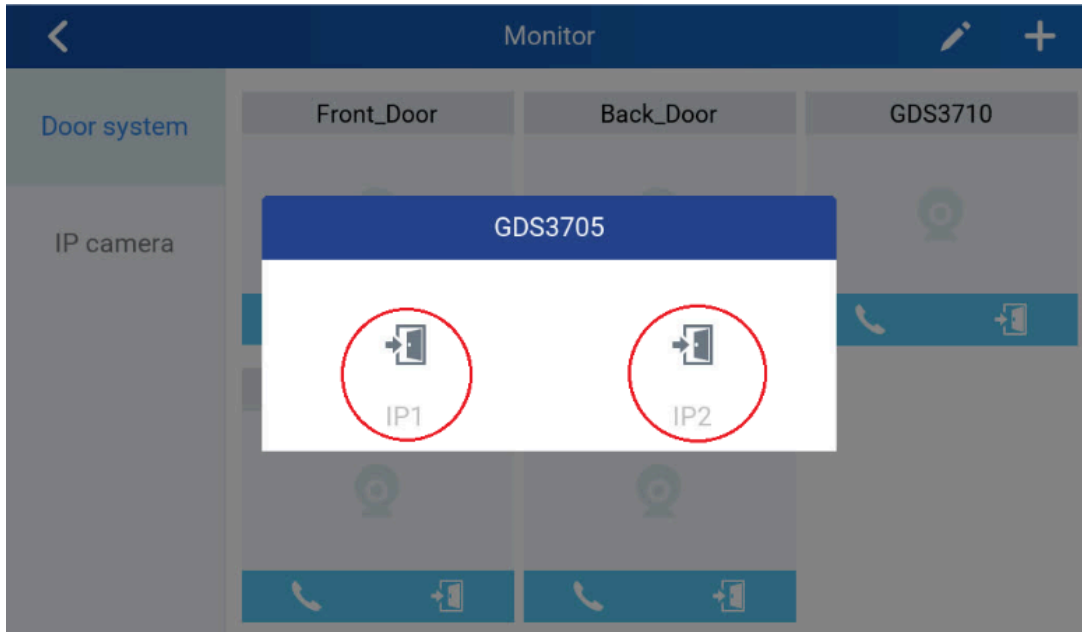 Monitor
Door system
IP camera
Front_Door
Back_Door
GDS3710
GDS3705
IP1
IP2